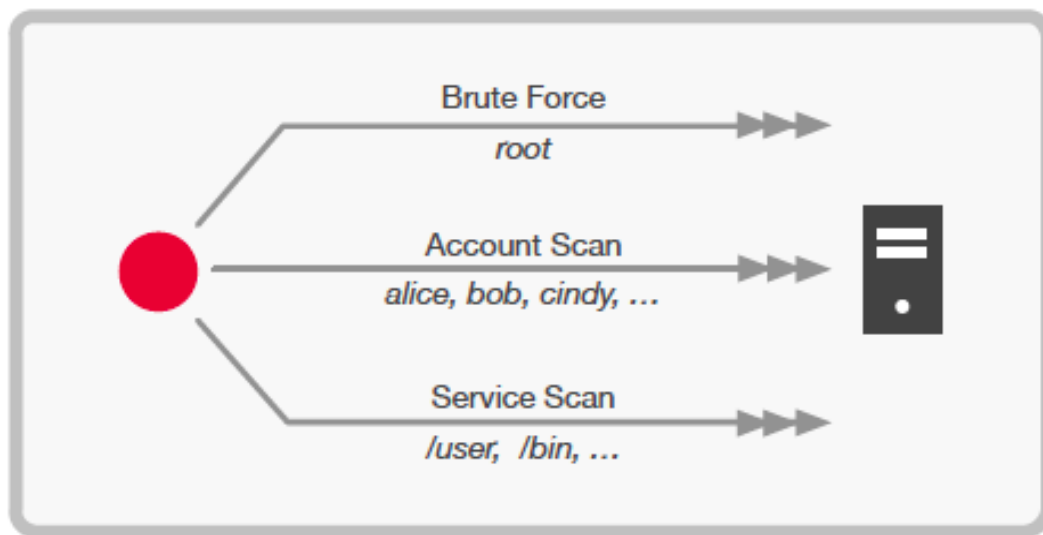 Brute Force
root
Account Scan
alice, bob, cindy, ...
Service Scan
/user, /bin, ...